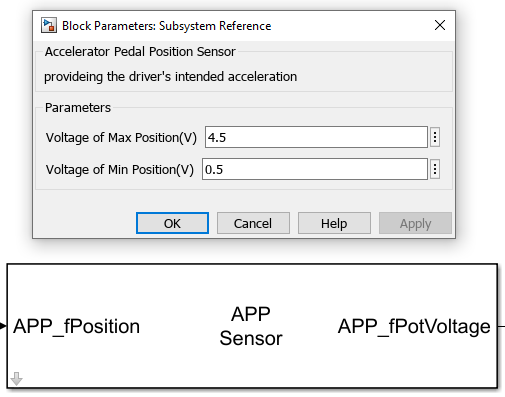 Block Parameters: Subsystem Reference
Accelerator Pedal Position Sensor
provideing the driver's intended acceleration
Parameters
Voltage of Max Position(V) 4.5
Voltage of Min Position(V) 0.5
OK Cancel Help Apply
APP_fPosition APP Sensor APP_fPotVoltage